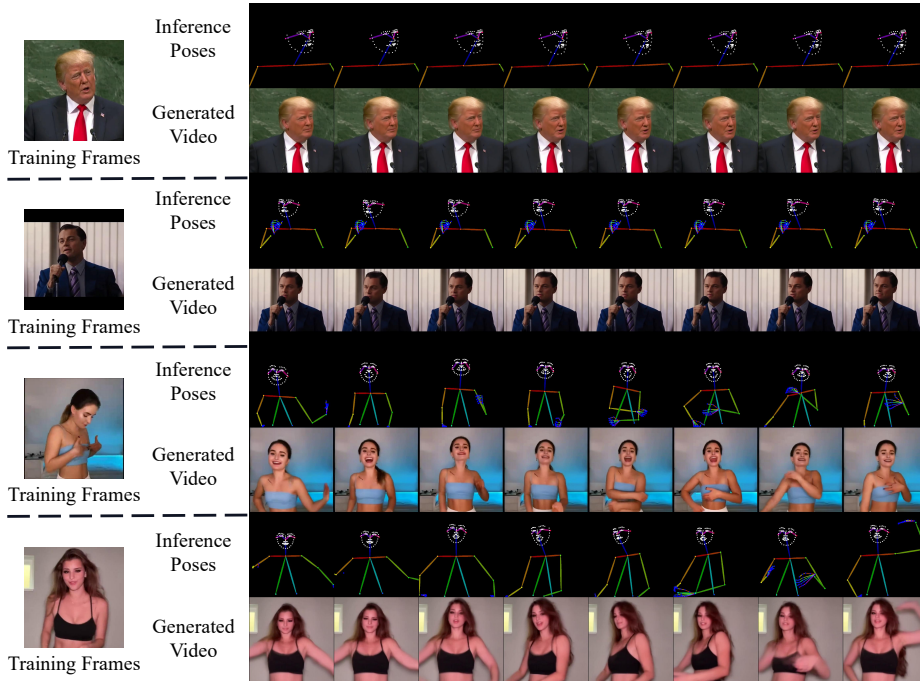 Inference
Poses
Generated
Video
Training Frames
Inference
Poses
Generated
Video
Training Frames
Inference
Poses
Generated
Video
Training Frames
Inference
Poses
Generated
Video
Training Frames